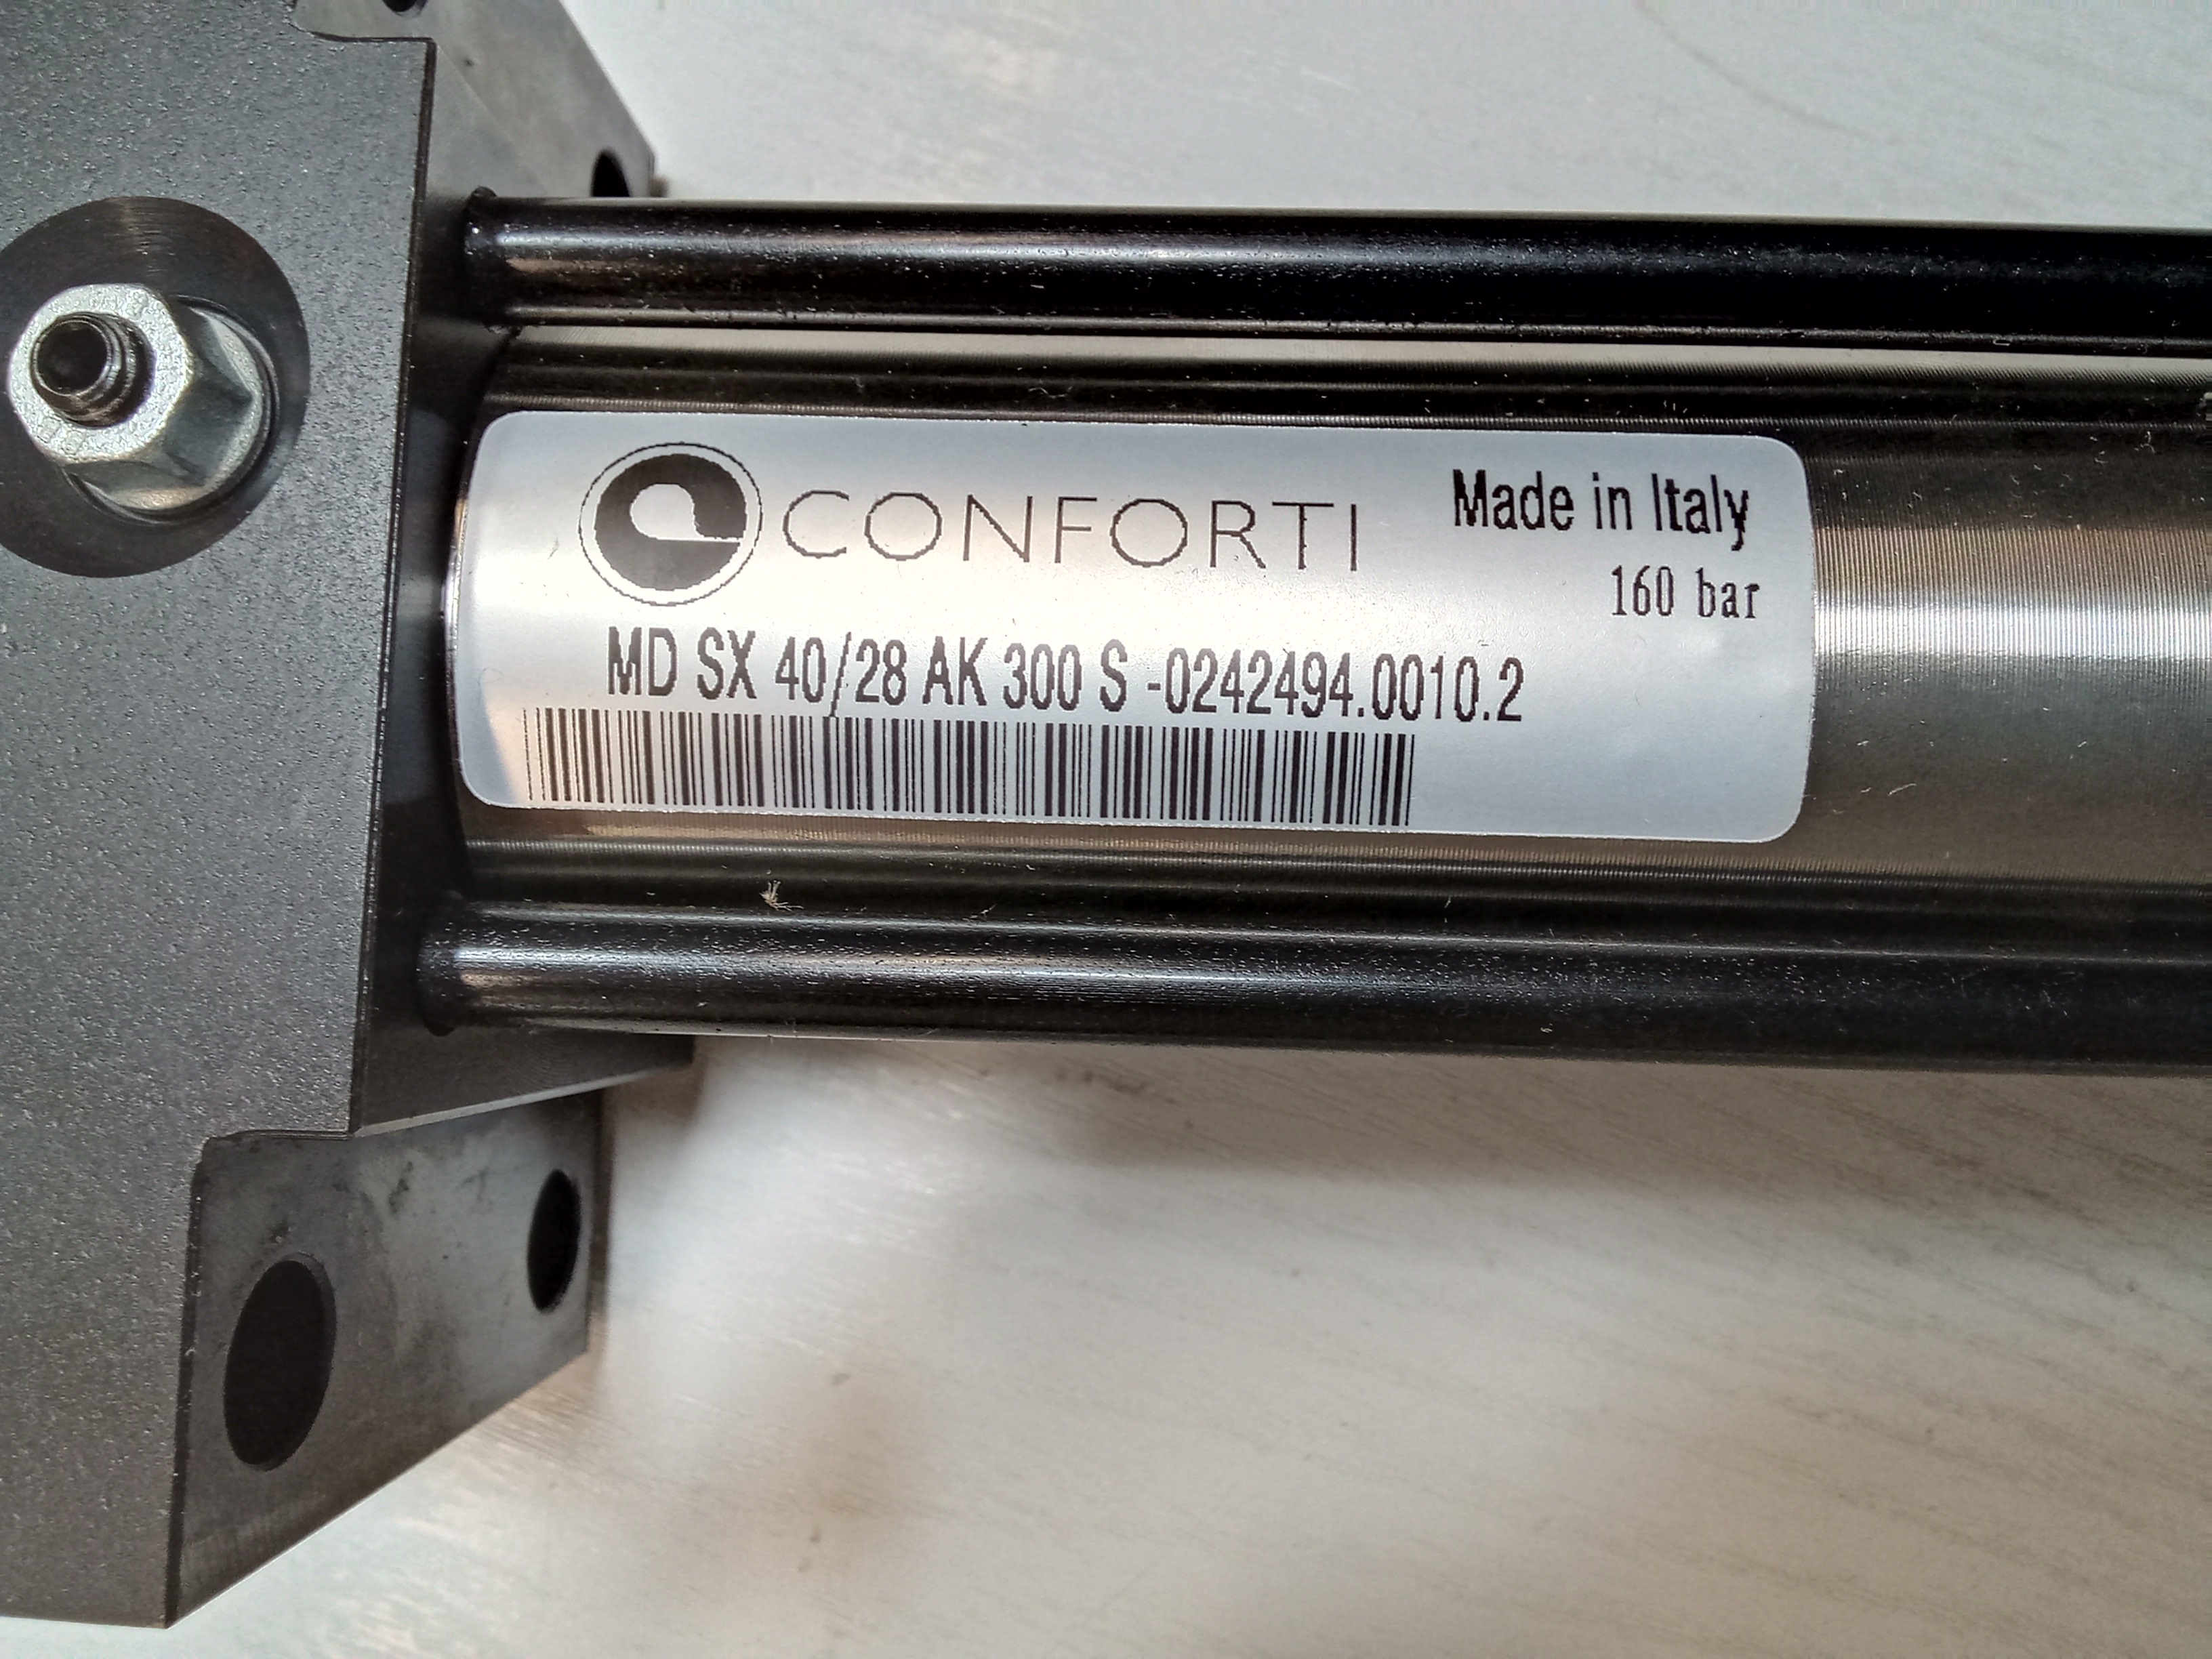 CONFORTI
Made in Italy
160 bar
MD SX 40/28 AK 300 S -0242494.0010.2